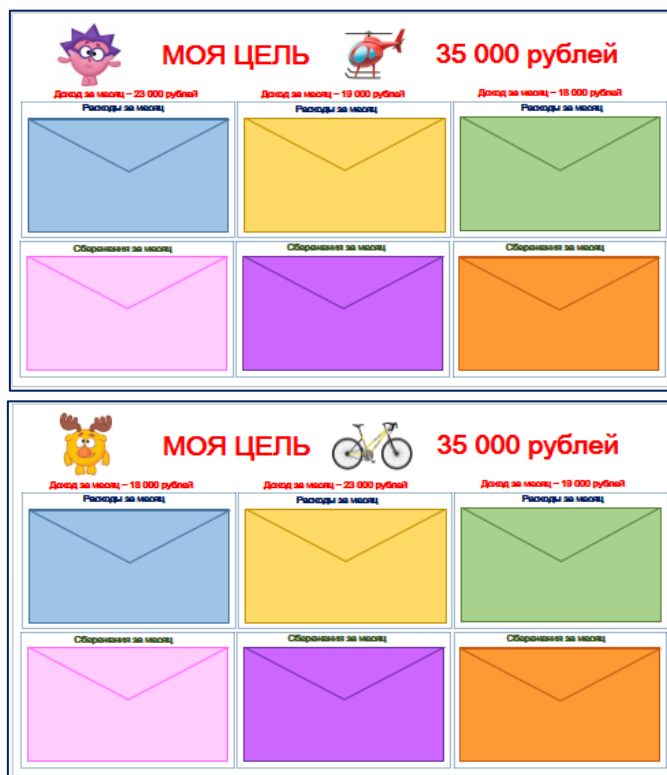 МОЯ ЦЕЛЬ 35 000 рублей
Доход за месяц – 23 000 рублей Доход за месяц – 19 000 рублей Доход за месяц – 18 000 рублей
Расходы за месяц Расходы за месяц Расходы за месяц
Сбережения за месяц Сбережения за месяц Сбережения за месяц
МОЯ ЦЕЛЬ 35 000 рублей
Доход за месяц – 18 000 рублей Доход за месяц – 23 000 рублей Доход за месяц – 19 000 рублей
Расходы за месяц Расходы за месяц Расходы за месяц
Сбережения за месяц Сбережения за месяц Сбережения за месяц